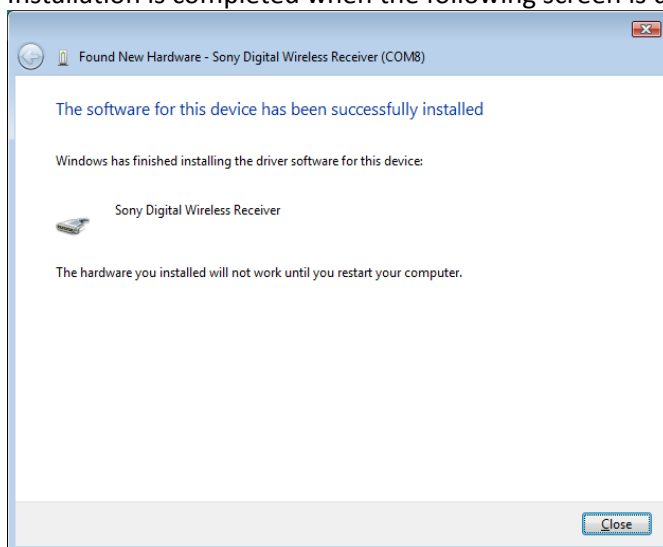 Installation is completed when the following screen is
Found New Hardware - Sony Digital Wireless Receiver (COM8)
The software for this device has been successfully installed
Windows has finished installing the driver software for this device:
Sony Digital Wireless Receiver
The hardware you installed will not work until you restart your computer.
Close